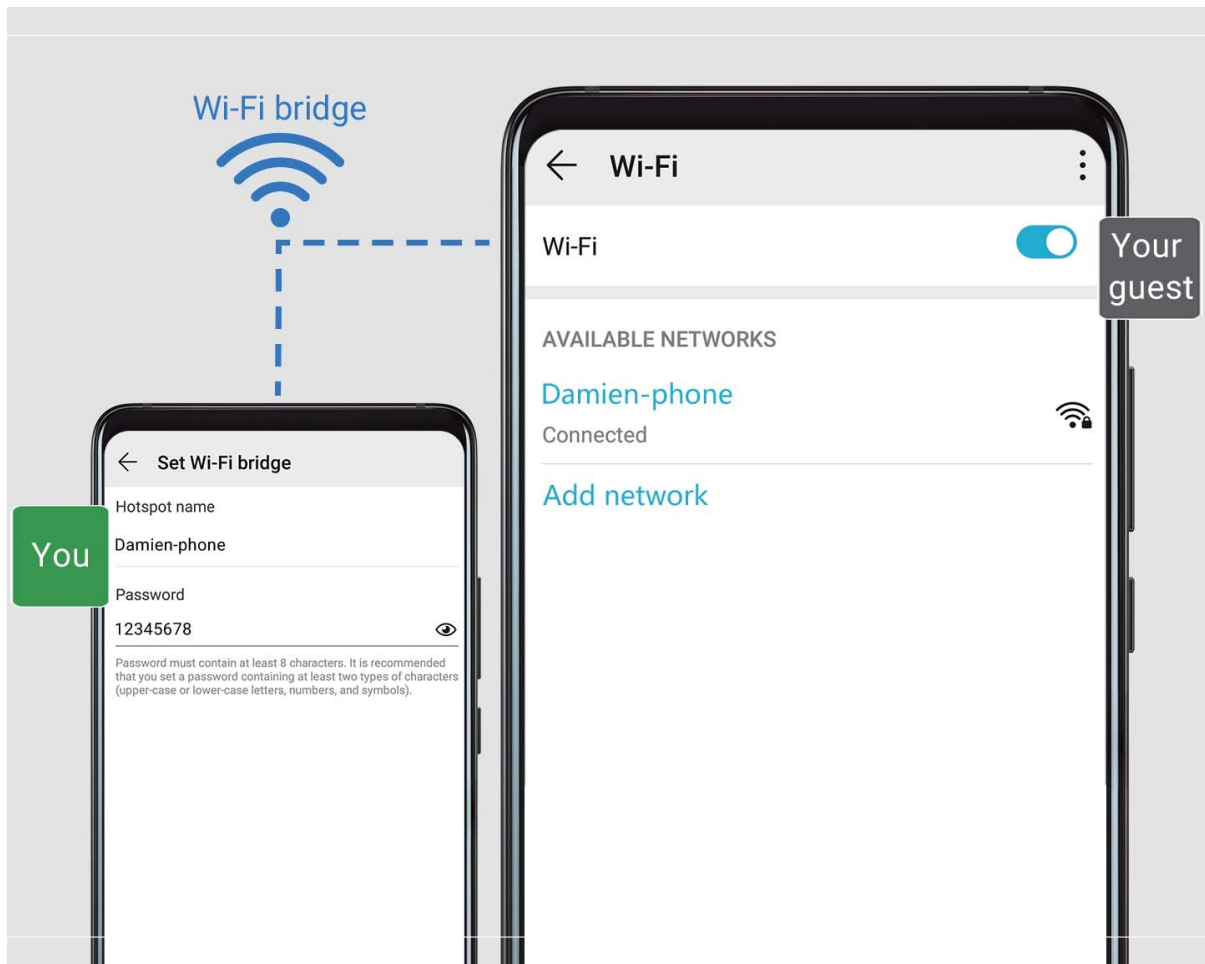 Wi-Fi bridge
Set Wi-Fi bridge
You
Hotspot name
Damien-phone
Password
12345678
Password must contain at least 8 characters. It is recommended
that you set a password containing at least two types of characters
(upper-case or lower-case letters, numbers, and symbols).
Wi-Fi
Wi-Fi
Your
guest
AVAILABLE NETWORKS
Damien-phone
Connected
Add network